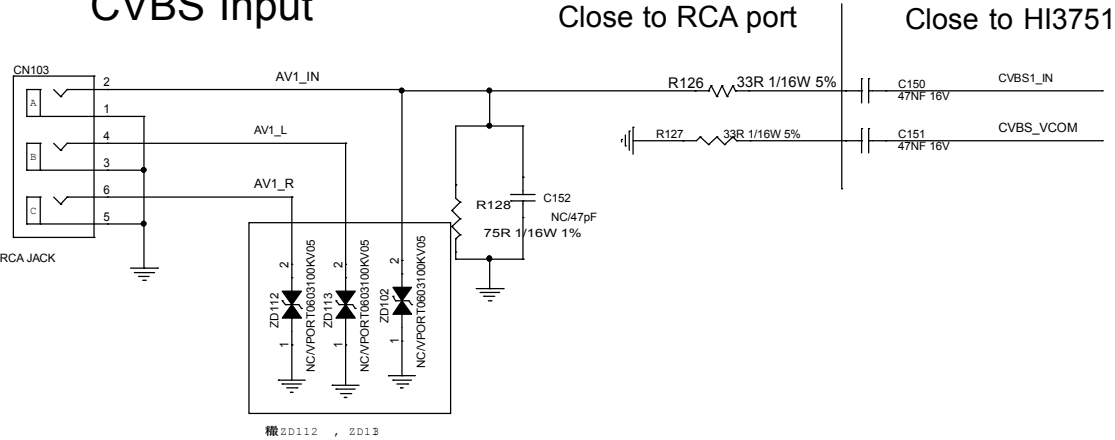 CVBS Input
Close to RCA port
Close to HI3751
CN103
A
B
C
2
1
4
3
6
5
RCA JACK
AV1_IN
AV1_L
AV1_R
R126
33R 1/16W 5%
C150
47NF 16V
CVBS1_IN
R127
33R 1/16W 5%
C151
47NF 16V
CVBS_VCOM
R128
75R 1/16W 1%
C152
NC/47pF
2
ZD112
1
NC/VPORT0603100KV05
2
ZD113
1
NC/VPORT0603100KV05
2
ZD102
1
NC/VPORT0603100KV05
ZD112 , ZD113